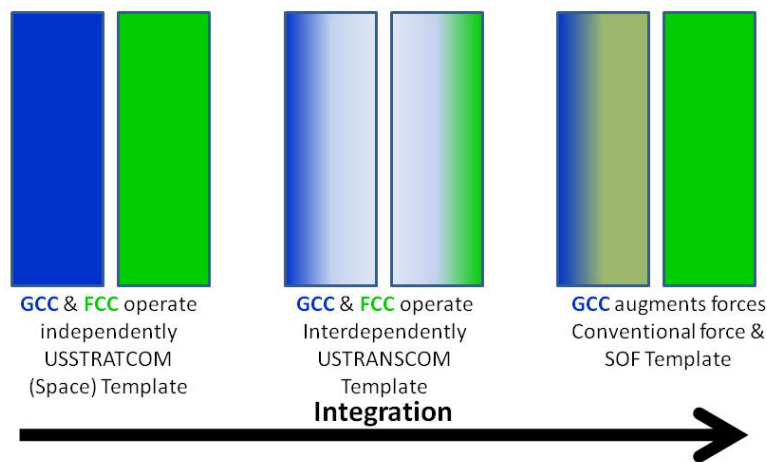 GCC & FCC operate
independently
USSTRATCOM
(Space) Template
GCC & FCC operate
Interdependently
USTRANSCOM
Template
GCC augments forces
Conventional force &
SOF Template
Integration